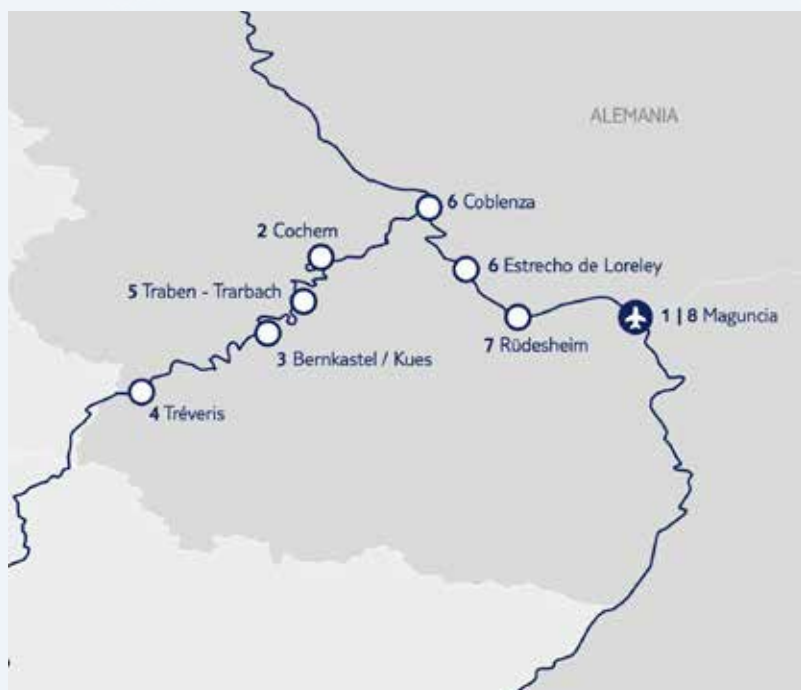 ALEMANIA
6 Coblenza
2 Cochem
6 Estrecho de Loreley
5 Traben - Trarbach
1 | 8 Maguncia
7 Rüdesheim
3 Bernkastel / Kues
4 Tréveris